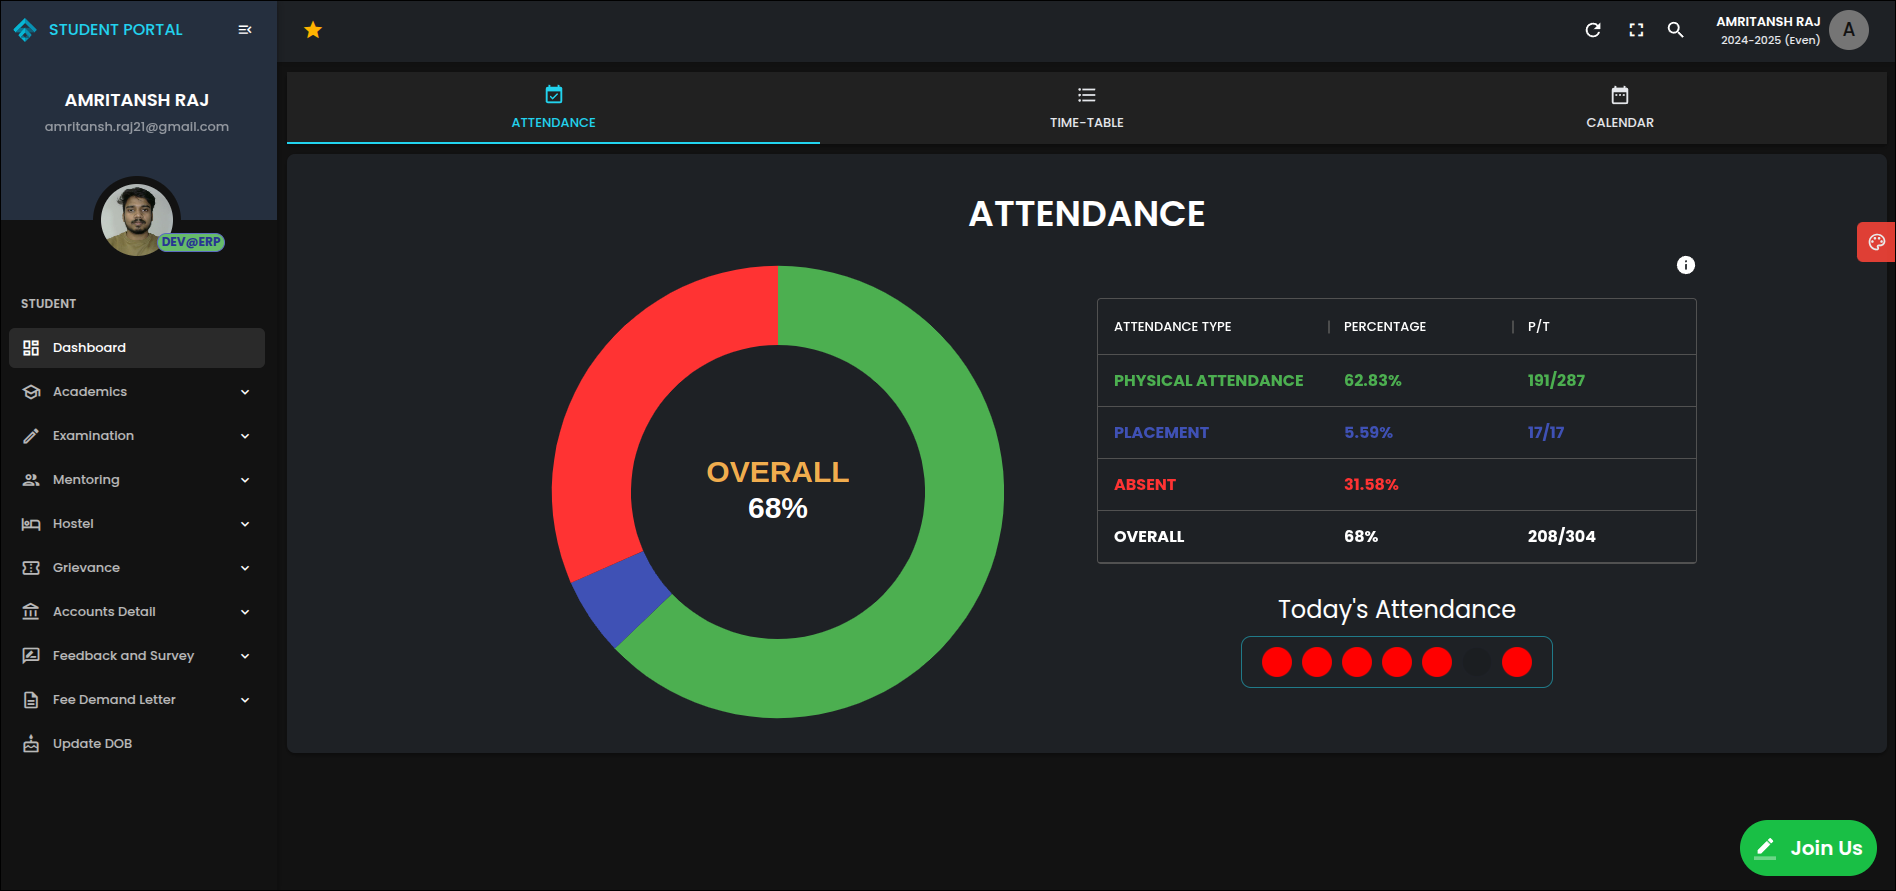 STUDENT PORTAL
AMRITANSH RAJ
amritansh.raj21@gmail.com
DEV@ERP
STUDENT
Dashboard
Academics
Examination
Mentoring
Hostel
Grievance
Accounts Detail
Feedback and Survey
Fee Demand Letter
Update DOB
AMRITANSH RAJ
2024-2025 (Even)
A
ATTENDANCE
TIME-TABLE
CALENDAR
ATTENDANCE
OVERALL
68%
ATTENDANCE TYPE | PERCENTAGE | P/T
PHYSICAL ATTENDANCE 62.83% 191/287
PLACEMENT 5.59% 17/17
ABSENT 31.58%
OVERALL 68% 208/304
Today's Attendance
Join Us